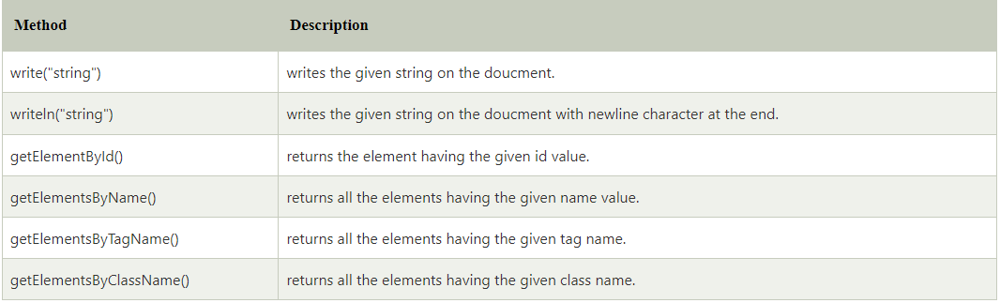 Method Description
write("string") writes the given string on the doucment.
writeln("string") writes the given string on the doucment with newline character at the end.
getElementById() returns the element having the given id value.
getElementsByName() returns all the elements having the given name value.
getElementsByTagName() returns all the elements having the given tag name.
getElementsByClassName() returns all the elements having the given class name.